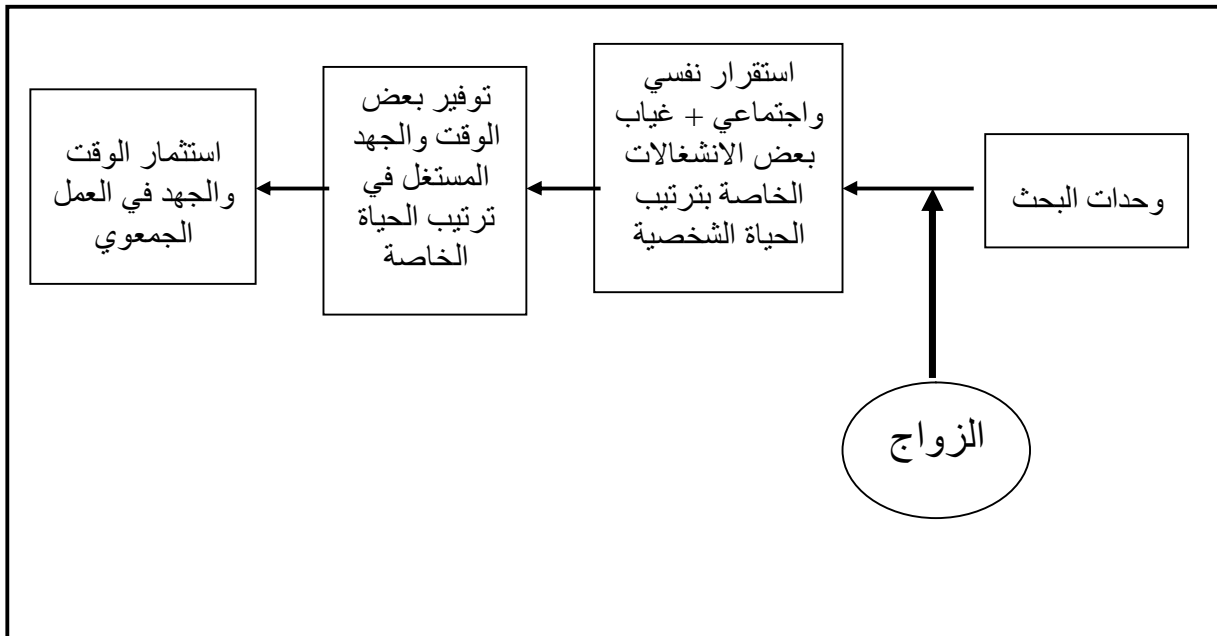 وحدات البحث
استقرار نفسي
واجتماعي + غياب
بعض الانشغالات
الخاصة بترتيب
الحياة الشخصية
توفير بعض
الوقت والجهد
المستغل في
ترتيب الحياة
الخاصة
استثمار الوقت
والجهد في العمل
الجمعوي
الزواج